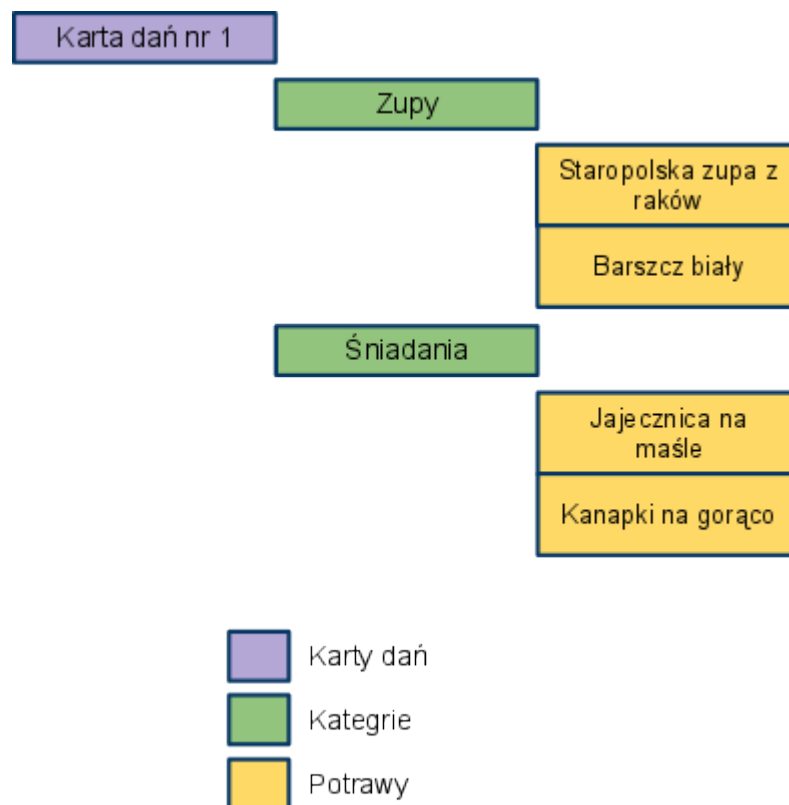 Karta dań nr 1
Zupy
Staropolska zupa z
raków
Barszcz biały
Śniadania
Jajecznica na
maśle
Kanapki na gorąco
Karty dań
Kategrie
Potrawy